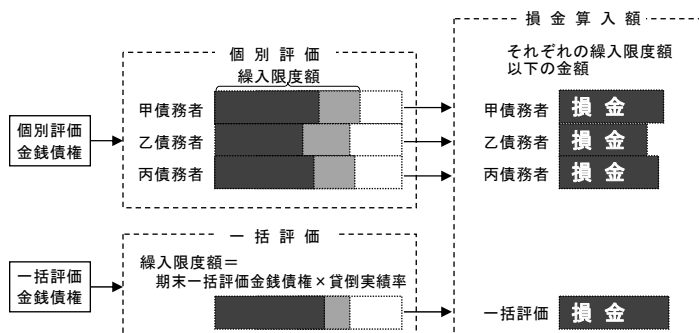 損金算入額
個別評価
繰入限度額
それぞれの繰入限度額
以下の金額
個別評価
金銭債権
甲債務者
乙債務者
丙債務者
甲債務者 損金
乙債務者 損金
丙債務者 損金
一括評価
一括評価
金銭債権
繰入限度額＝
期末一括評価金銭債権×貸倒実績率
一括評価 損金